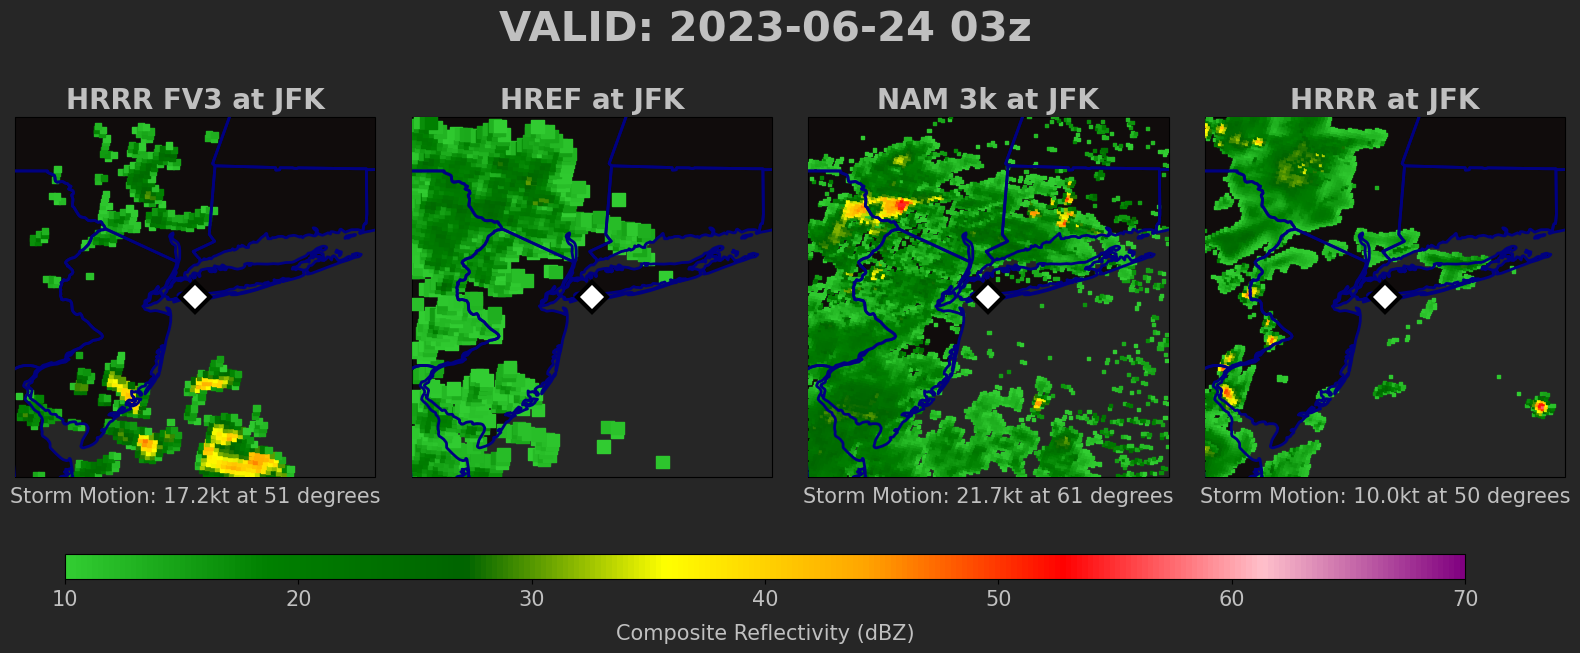 VALID: 2023-06-24 03z
HRRR FV3 at JFK
HREF at JFK
NAM 3k at JFK
HRRR at JFK
Storm Motion: 17.2kt at 51 degrees
Storm Motion: 21.7kt at 61 degrees
Storm Motion: 10.0kt at 50 degrees
10 20 30 40 50 60 70
Composite Reflectivity (dBZ)